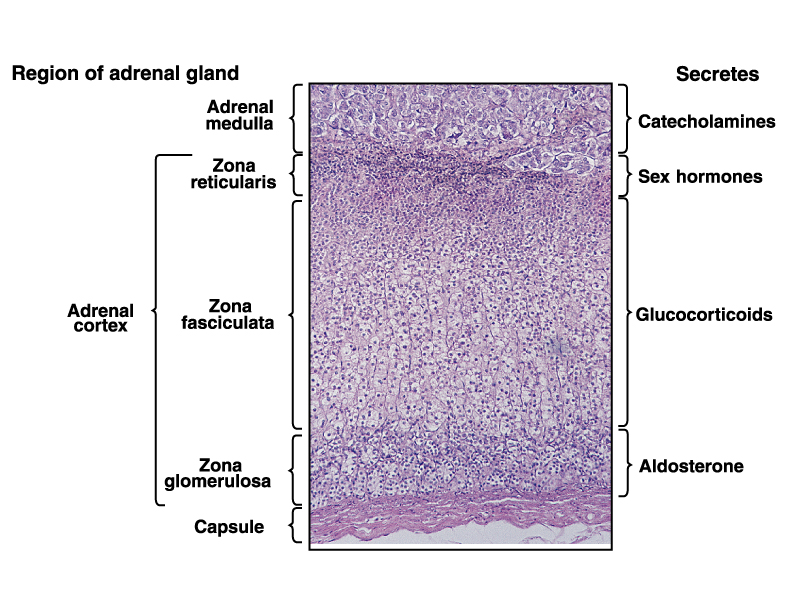 Region of adrenal gland
Secretes
Adrenal
medulla
Catecholamines
Zona
reticularis
Sex hormones
Adrenal
cortex
Zona
fasciculata
Glucocorticoids
Zona
glomerulosa
Aldosterone
Capsule